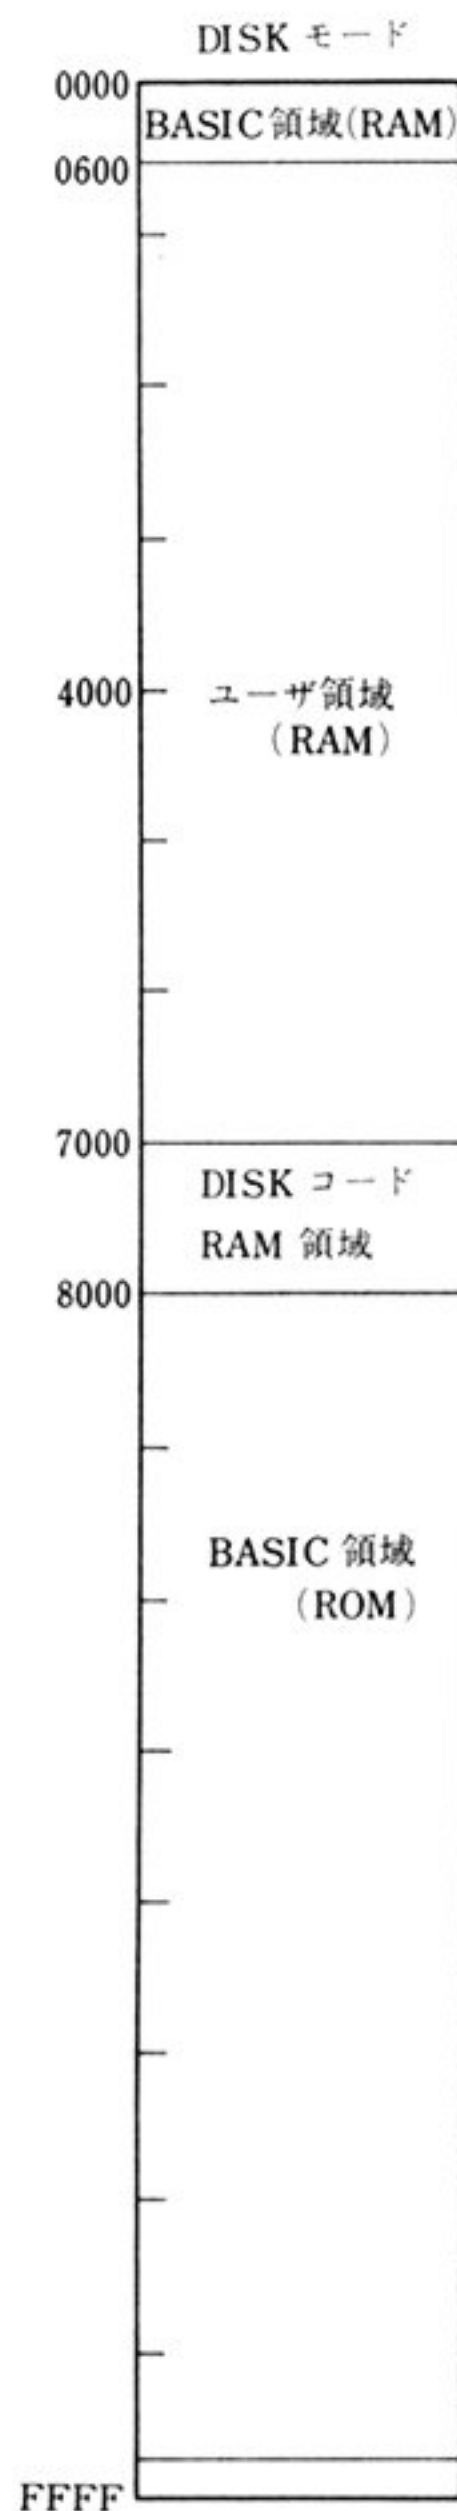 DISK モード
0000
BASIC領域(RAM)
0600
4000
ユーザ領域
(RAM)
7000
DISK コード
RAM 領域
8000
BASIC 領域
(ROM)
FFFF